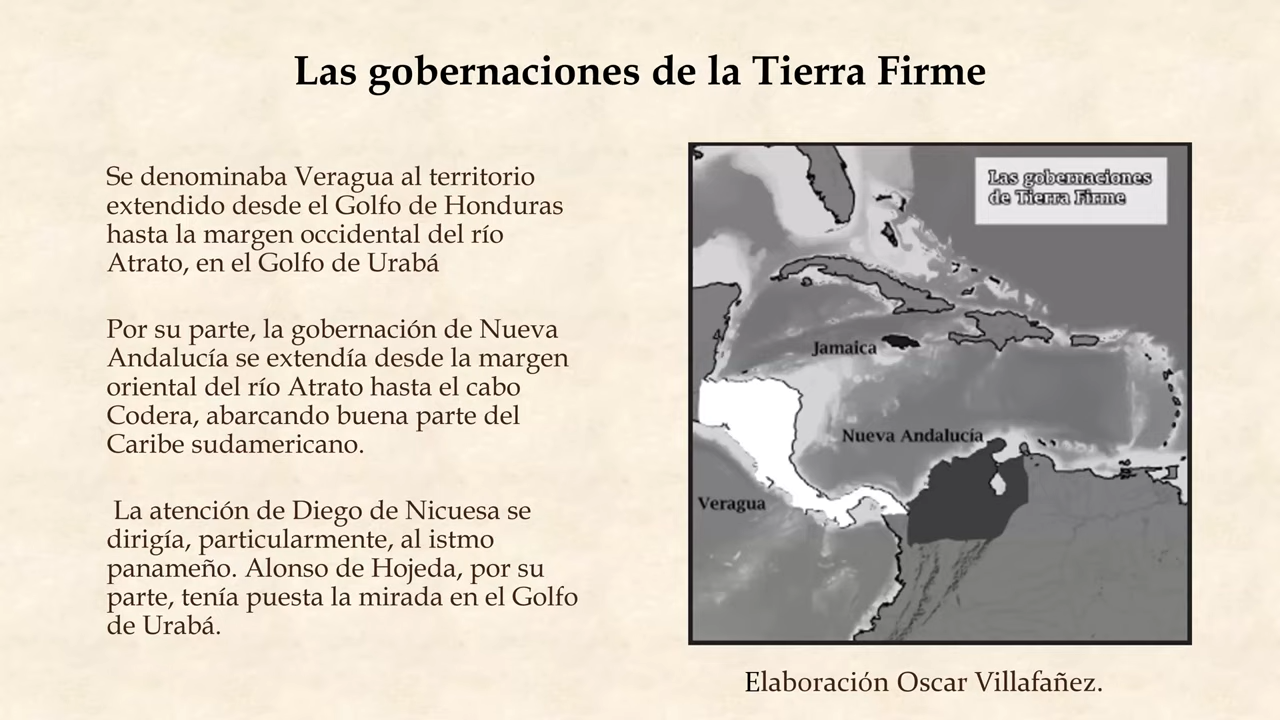 Las gobernaciones de la Tierra Firme
Se denominaba Veragua al territorio
extendido desde el Golfo de Honduras
hasta la margen occidental del río
Atrato, en el Golfo de Urabá
Por su parte, la gobernación de Nueva
Andalucía se extendía desde la margen
oriental del río Atrato hasta el cabo
Codera, abarcando buena parte del
Caribe sudamericano.
La atención de Diego de Nicuesa se
dirigía, particularmente, al istmo
panameño. Alonso de Hojeda, por su
parte, tenía puesta la mirada en el Golfo
de Urabá.
Las gobernaciones
de Tierra Firme
Jamaica
Nueva Andalucía
Veragua
Elaboración Oscar Villafañez.